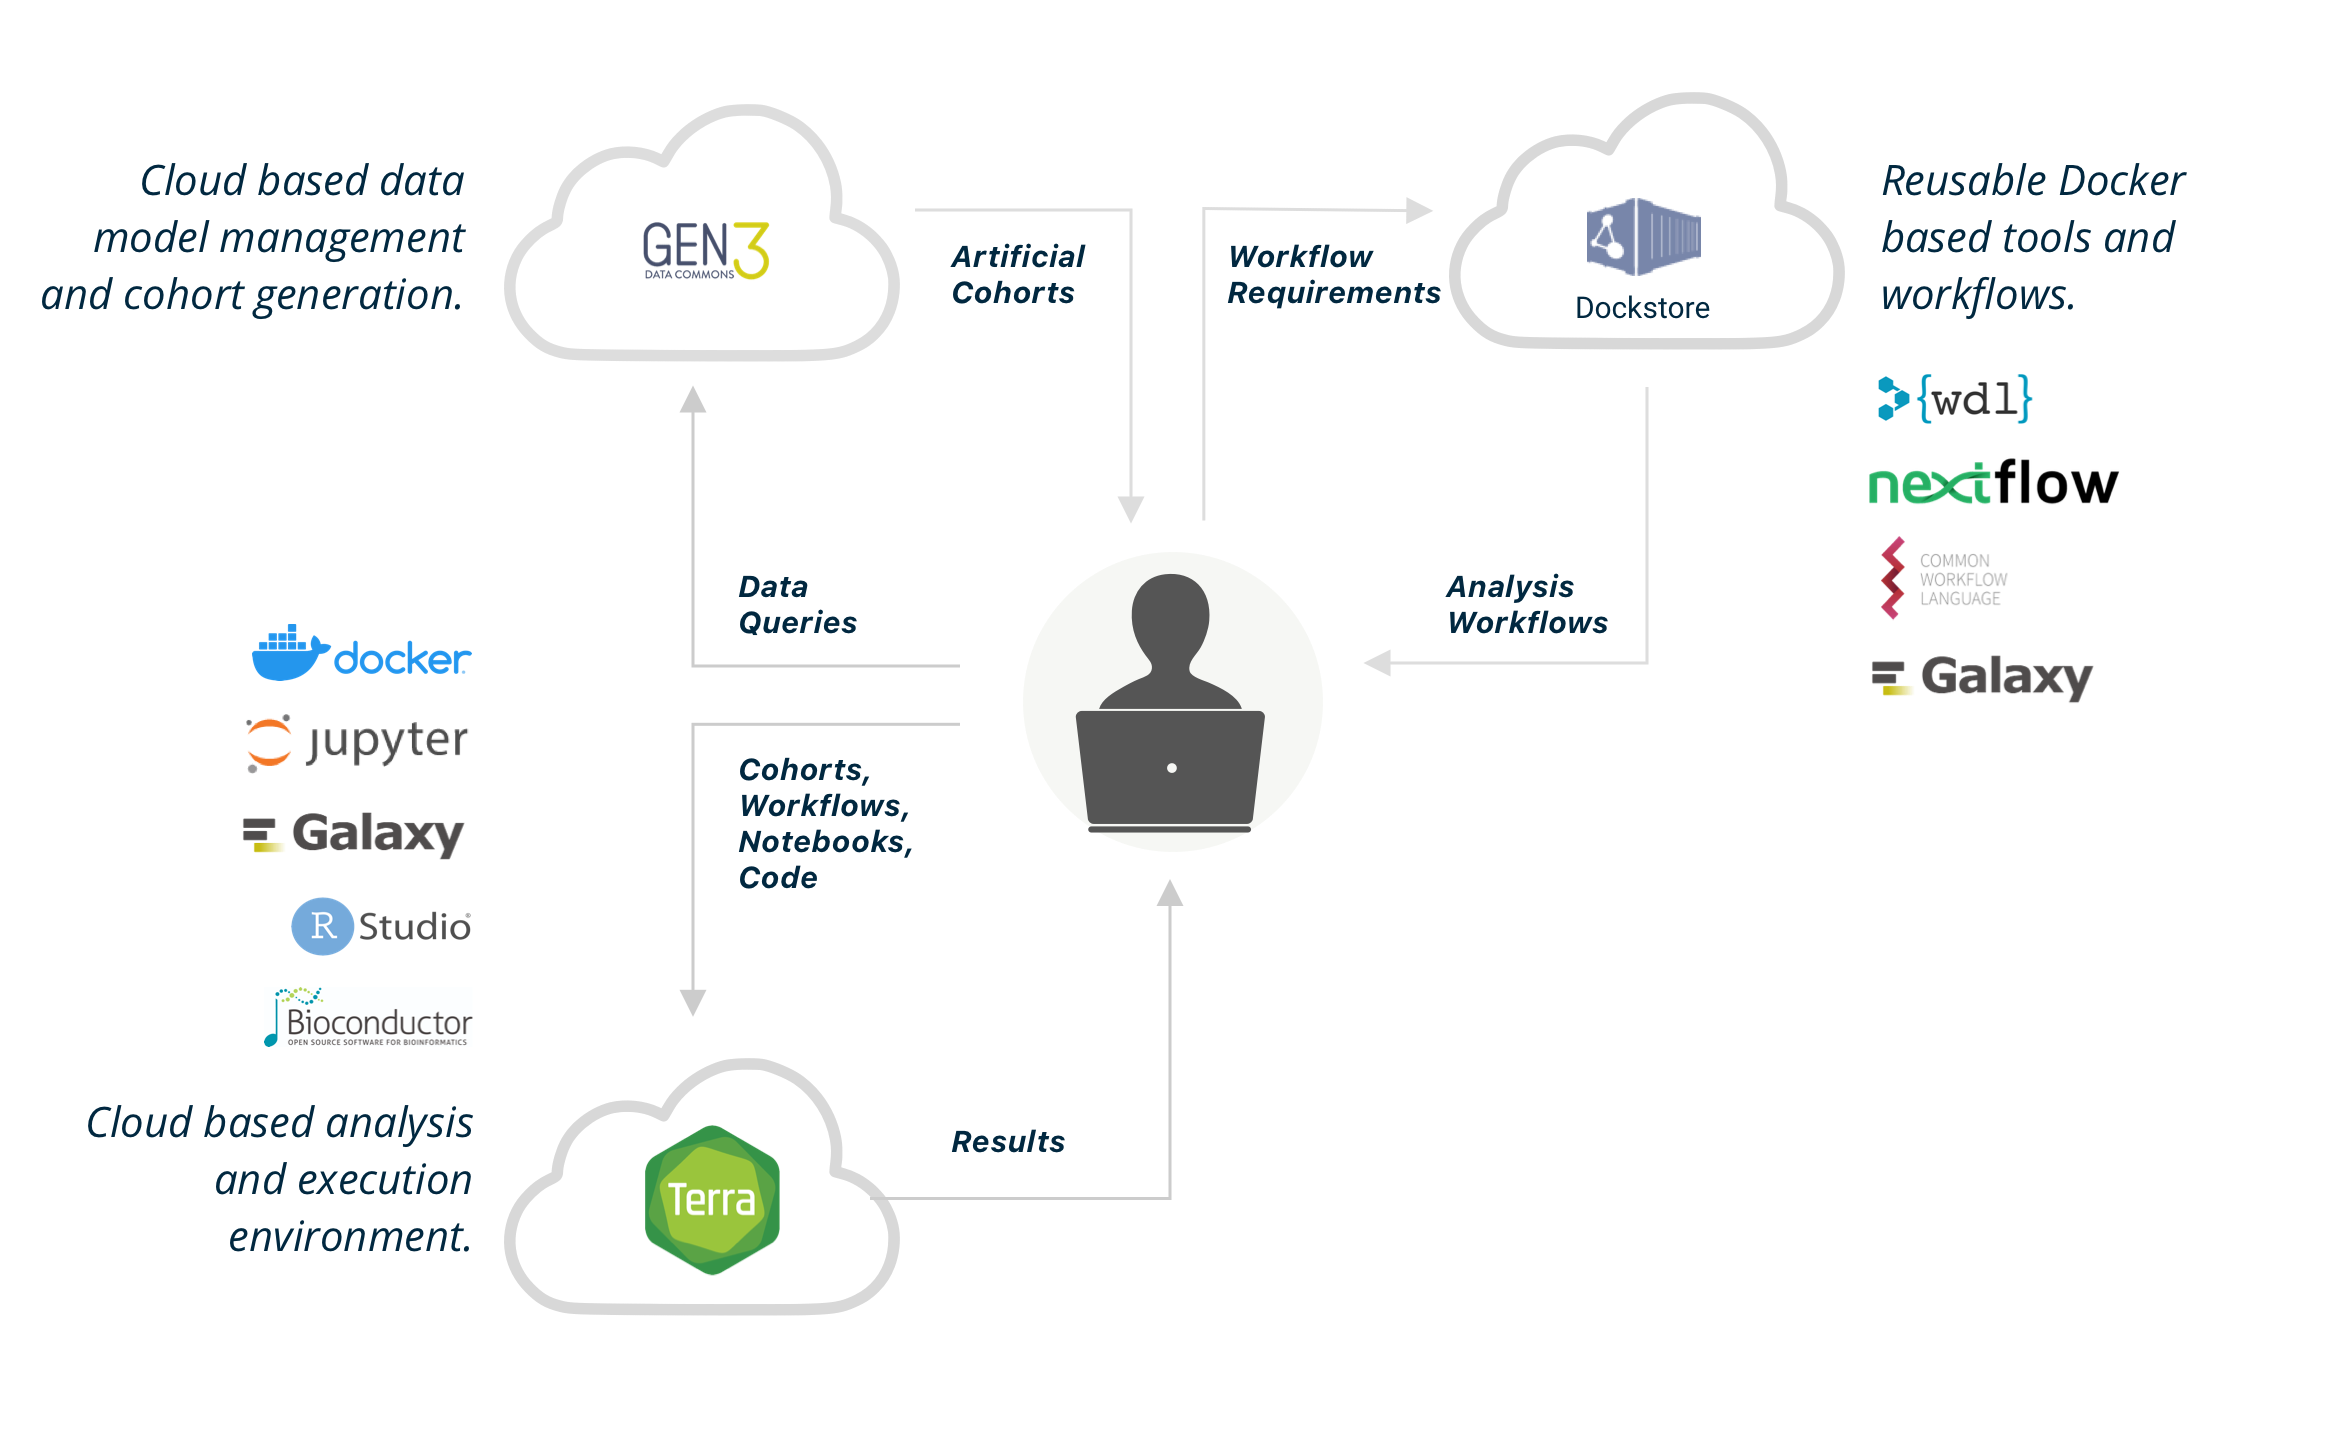 Cloud based data
model management
and cohort generation.
GEN3
DATA COMMONS
Artificial
Cohorts
Workflow
Requirements
Dockstore
Reusable Docker
based tools and
workflows.
{wdl}
nextflow
COMMON
WORKFLOW
LANGUAGE
Galaxy
Data
Queries
Analysis
Workflows
docker
jupyter
Galaxy
R Studio®
Bioconductor
OPEN SOURCE SOFTWARE FOR BIOINFORMATICS
Cohorts,
Workflows,
Notebooks,
Code
Cloud based analysis
and execution
environment.
Terra
Results